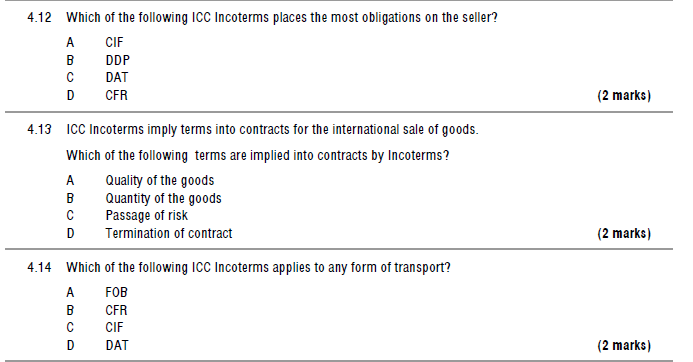 4.12 Which of the following ICC Incoterms places the most obligations on the seller?
A CIF
B DDP
C DAT
D CFR (2 marks)
4.13 ICC Incoterms imply terms into contracts for the international sale of goods.
Which of the following terms are implied into contracts by Incoterms?
A Quality of the goods
B Quantity of the goods
C Passage of risk
D Termination of contract (2 marks)
4.14 Which of the following ICC Incoterms applies to any form of transport?
A FOB
B CFR
C CIF
D DAT (2 marks)